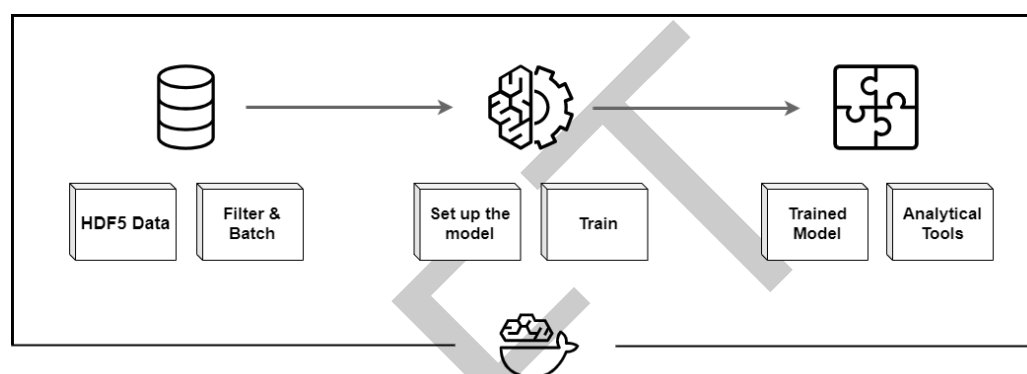 HDF5 Data
Filter &
Batch
Set up the
model
Train
Trained
Model
Analytical
Tools